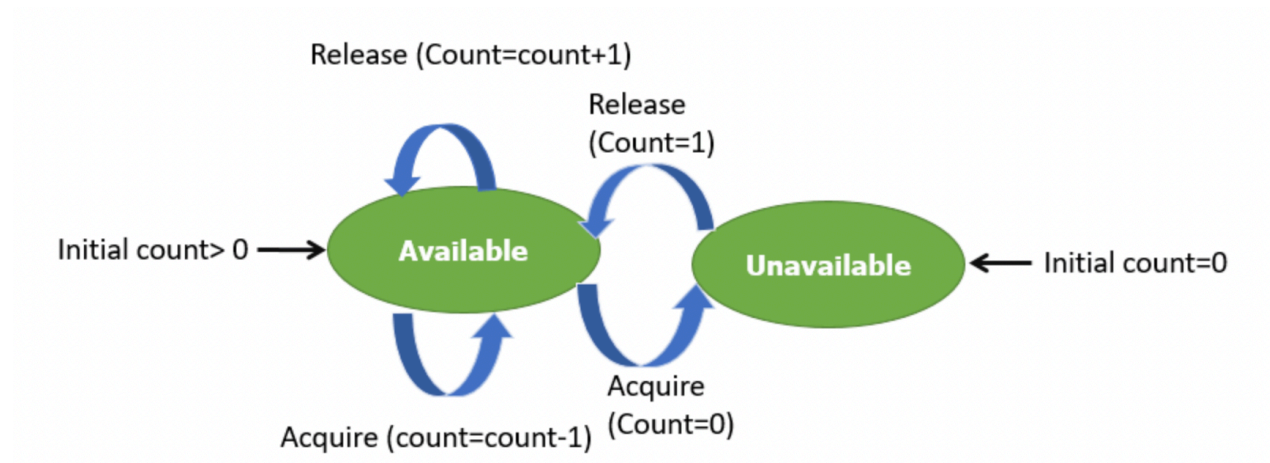 Release (Count=count+1)
Release
(Count=1)
Initial count> 0
Available
Unavailable
Initial count=0
Acquire
(Count=0)
Acquire (count=count-1)